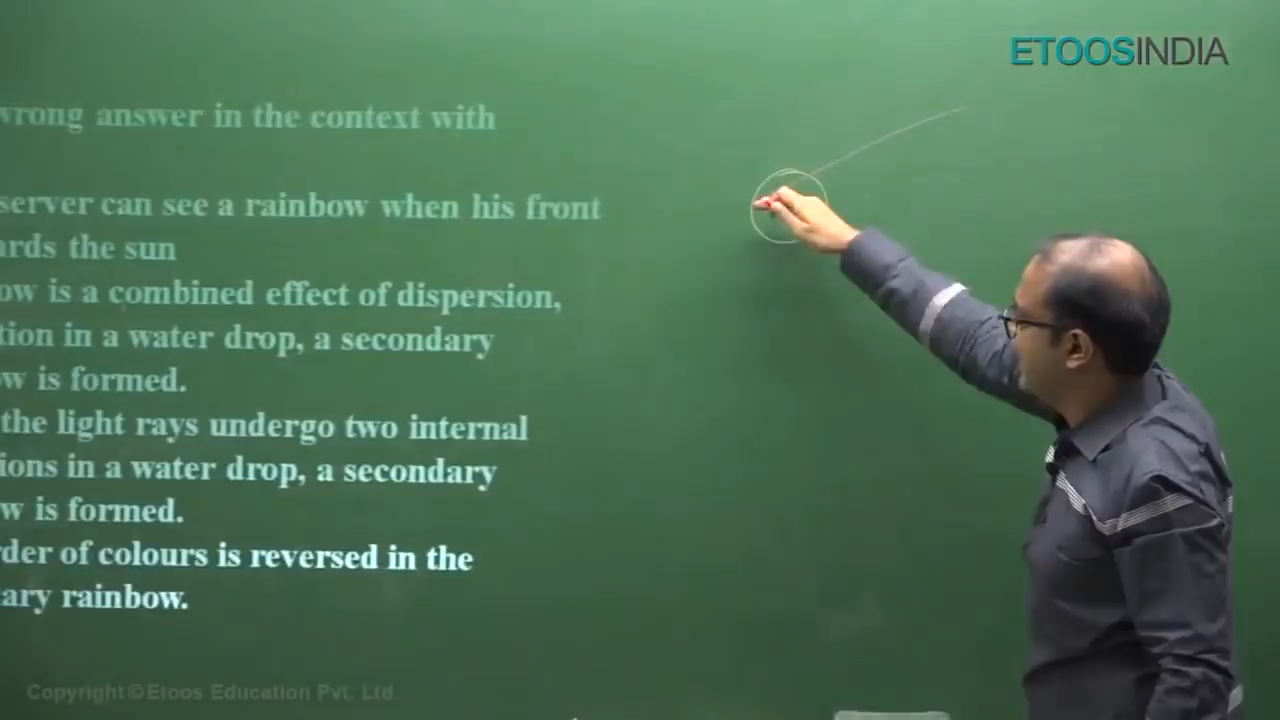 ETOOSINDIA
wrong answer in the context with
server can see a rainbow when his front
ards the sun
ow is a combined effect of dispersion,
tion in a water drop, a secondary
ow is formed.
the light rays undergo two internal
ions in a water drop, a secondary
w is formed.
der of colours is reversed in the
ary rainbow.
Copyright©Etoos Education Pvt. Ltd.